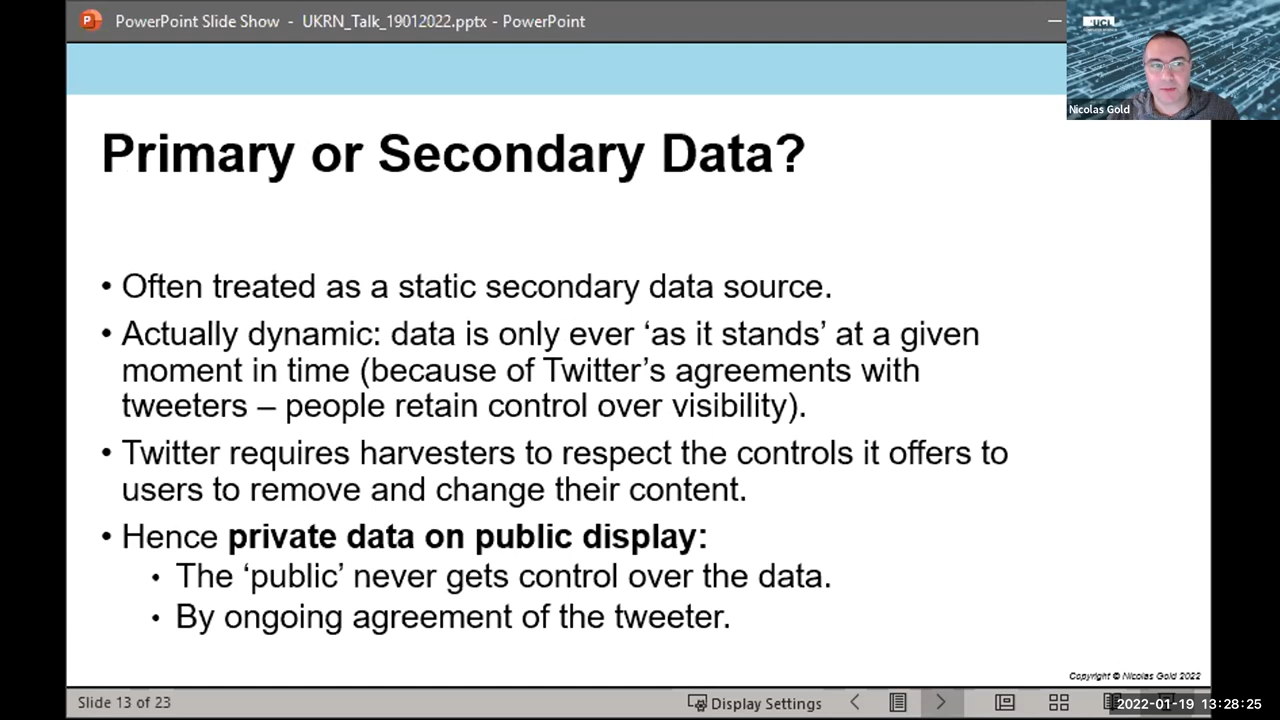 PowerPoint Slide Show - UKRN_Talk_19012022.pptx - PowerPoint
UCL
Nicolas Gold
Primary or Secondary Data?
• Often treated as a static secondary data source.
• Actually dynamic: data is only ever ‘as it stands’ at a given
moment in time (because of Twitter’s agreements with
tweeters – people retain control over visibility).
• Twitter requires harvesters to respect the controls it offers to
users to remove and change their content.
• Hence private data on public display:
• The ‘public’ never gets control over the data.
• By ongoing agreement of the tweeter.
Copyright © Nicolas Gold 2022
Slide 13 of 23
Display Settings
2022-01-19 13:28:25